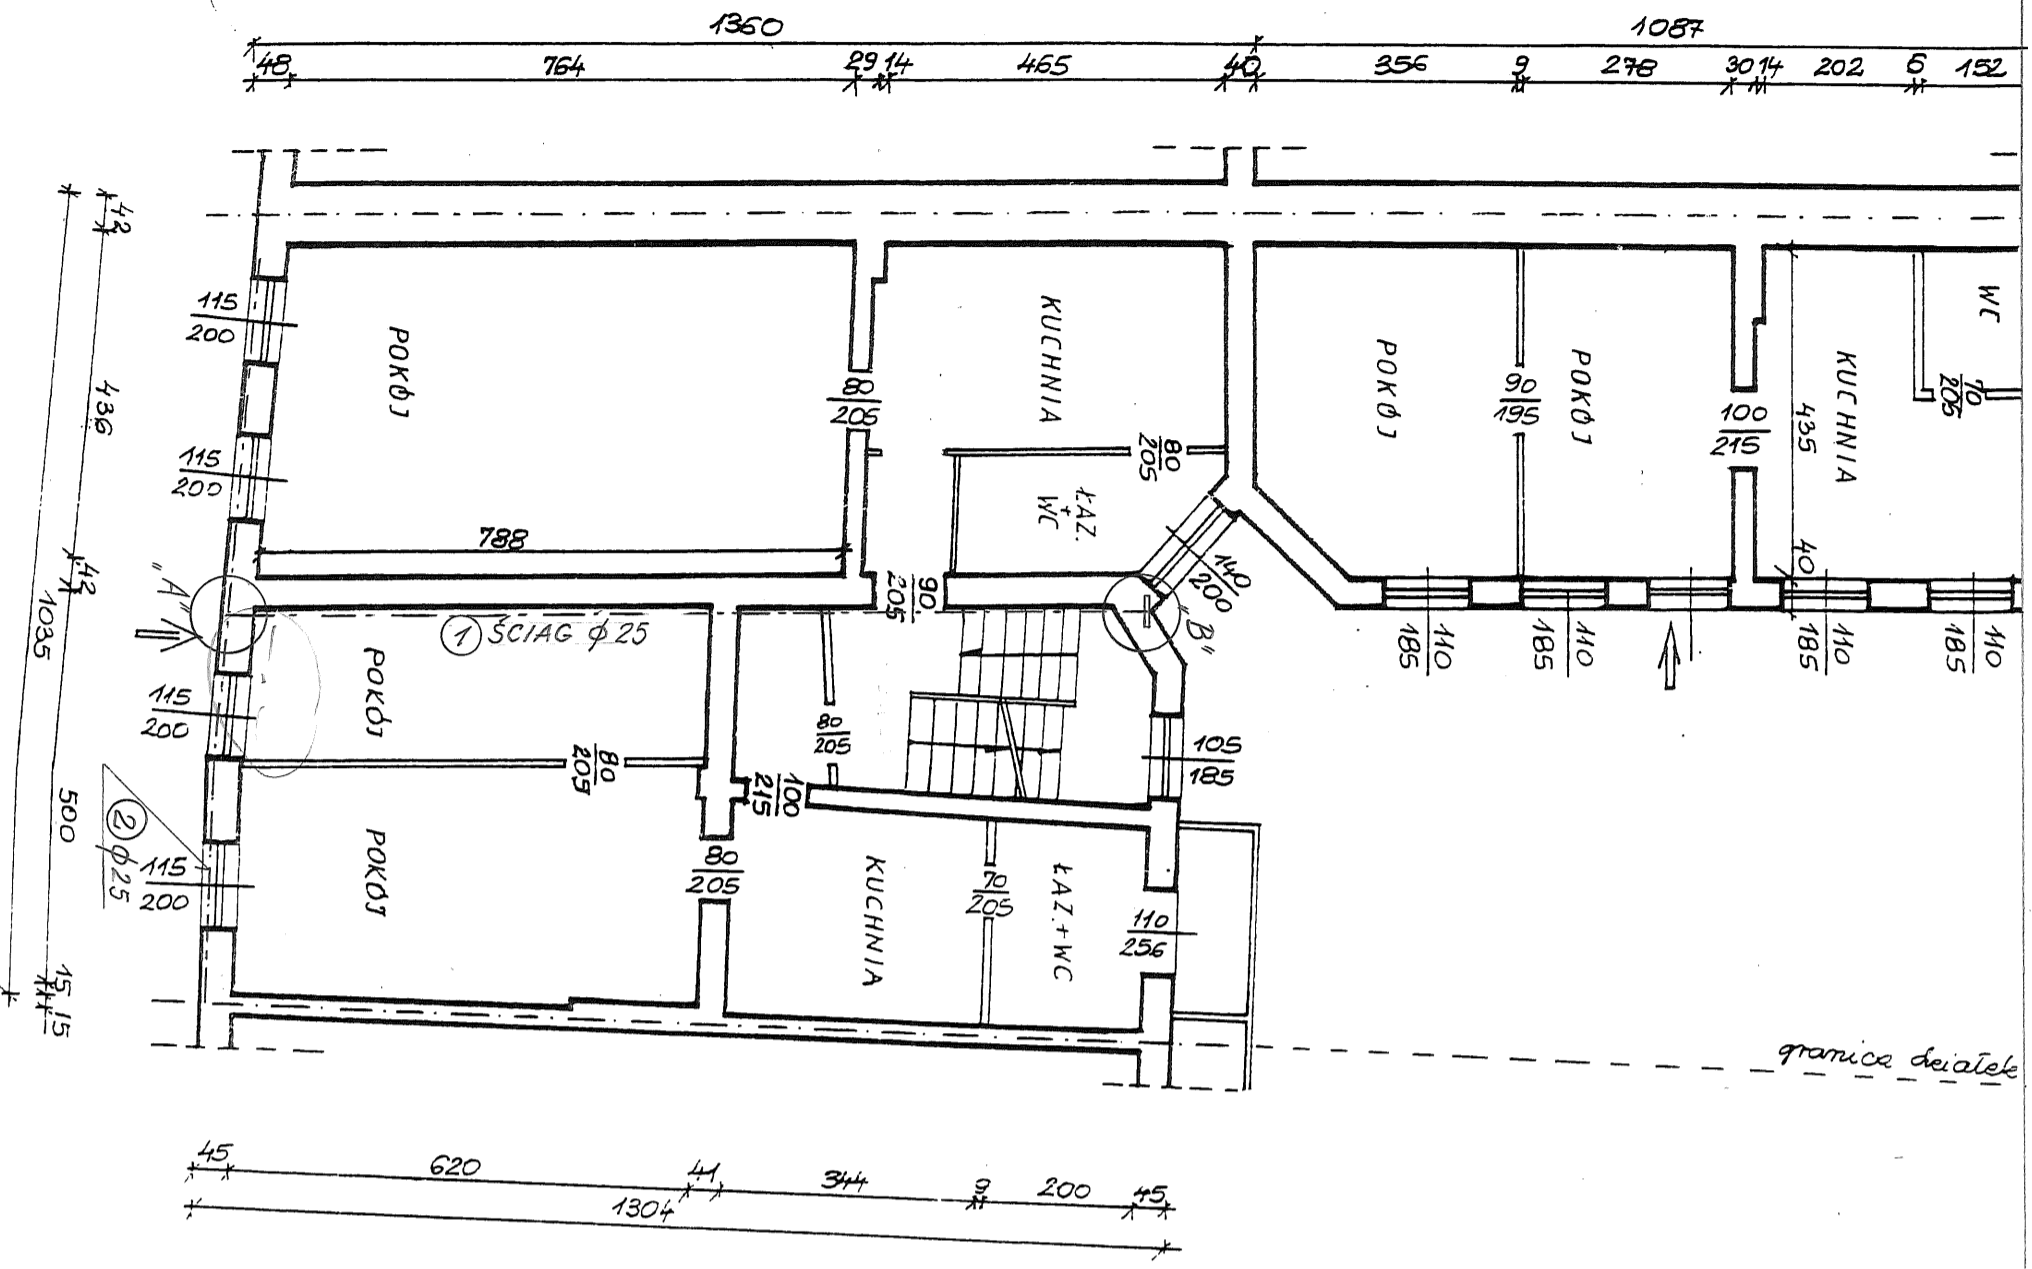 1360 1087
48 764 29 14 465 40 356 9 278 30 14 202 6 152
42
436
42
1035
500
15 15
115
200
115
200
115
200
115
200
POKÓJ
80
205
KUCHNIA
80
205
ŁAZ.
+
WC
788
90
205
140
200
POKÓJ
90
195
POKÓJ
100
215
435
40
KUCHNIA
WC
70
205
110
185
110
185
110
185
110
185
"A"
"B"
1 ŚCIAG ϕ25
POKÓJ
80
205
80
205
100
215
105
185
2 ϕ25
POKÓJ
80
205
KUCHNIA
70
205
ŁAZ.+WC
110
256
granica działek
45 620 41 344 9 200 45
1304